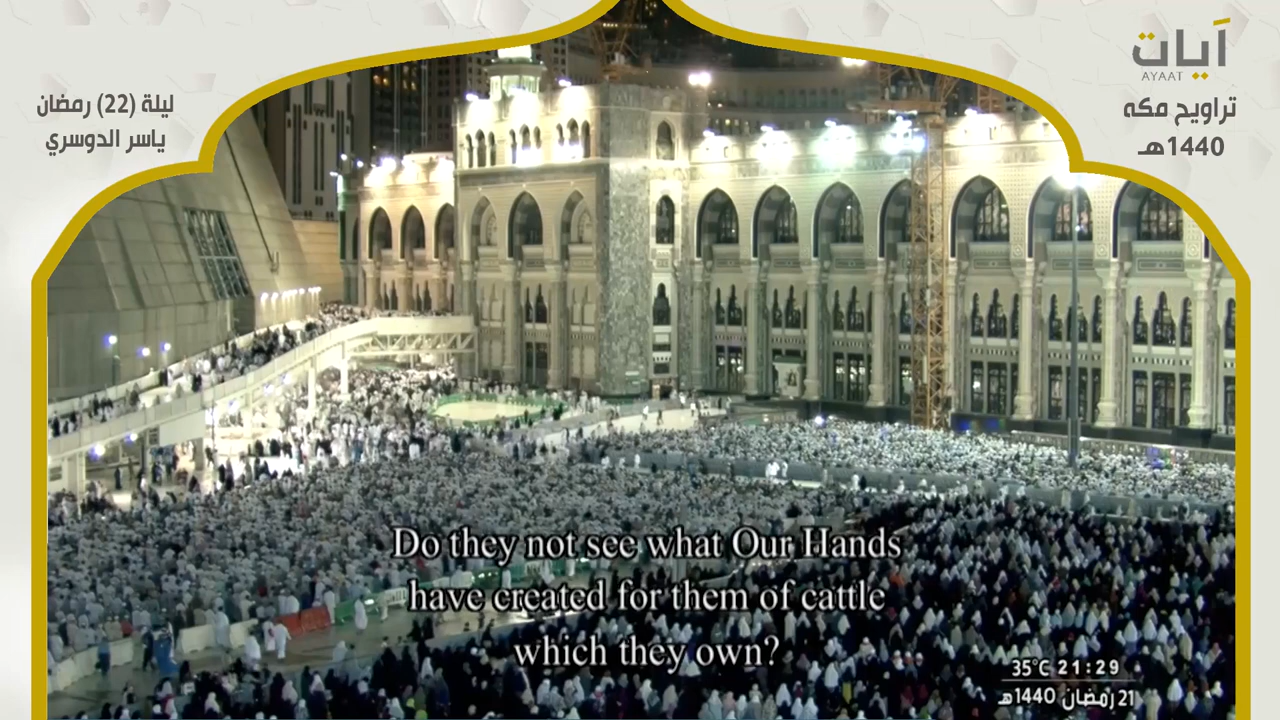 آيات
AYAAT
تراويح مكه
1440هـ
ليلة (22) رمضان
ياسر الدوسري
Do they not see what Our Hands
have created for them of cattle
which they own?
35°C 21:29
21 رمضان 1440هـ